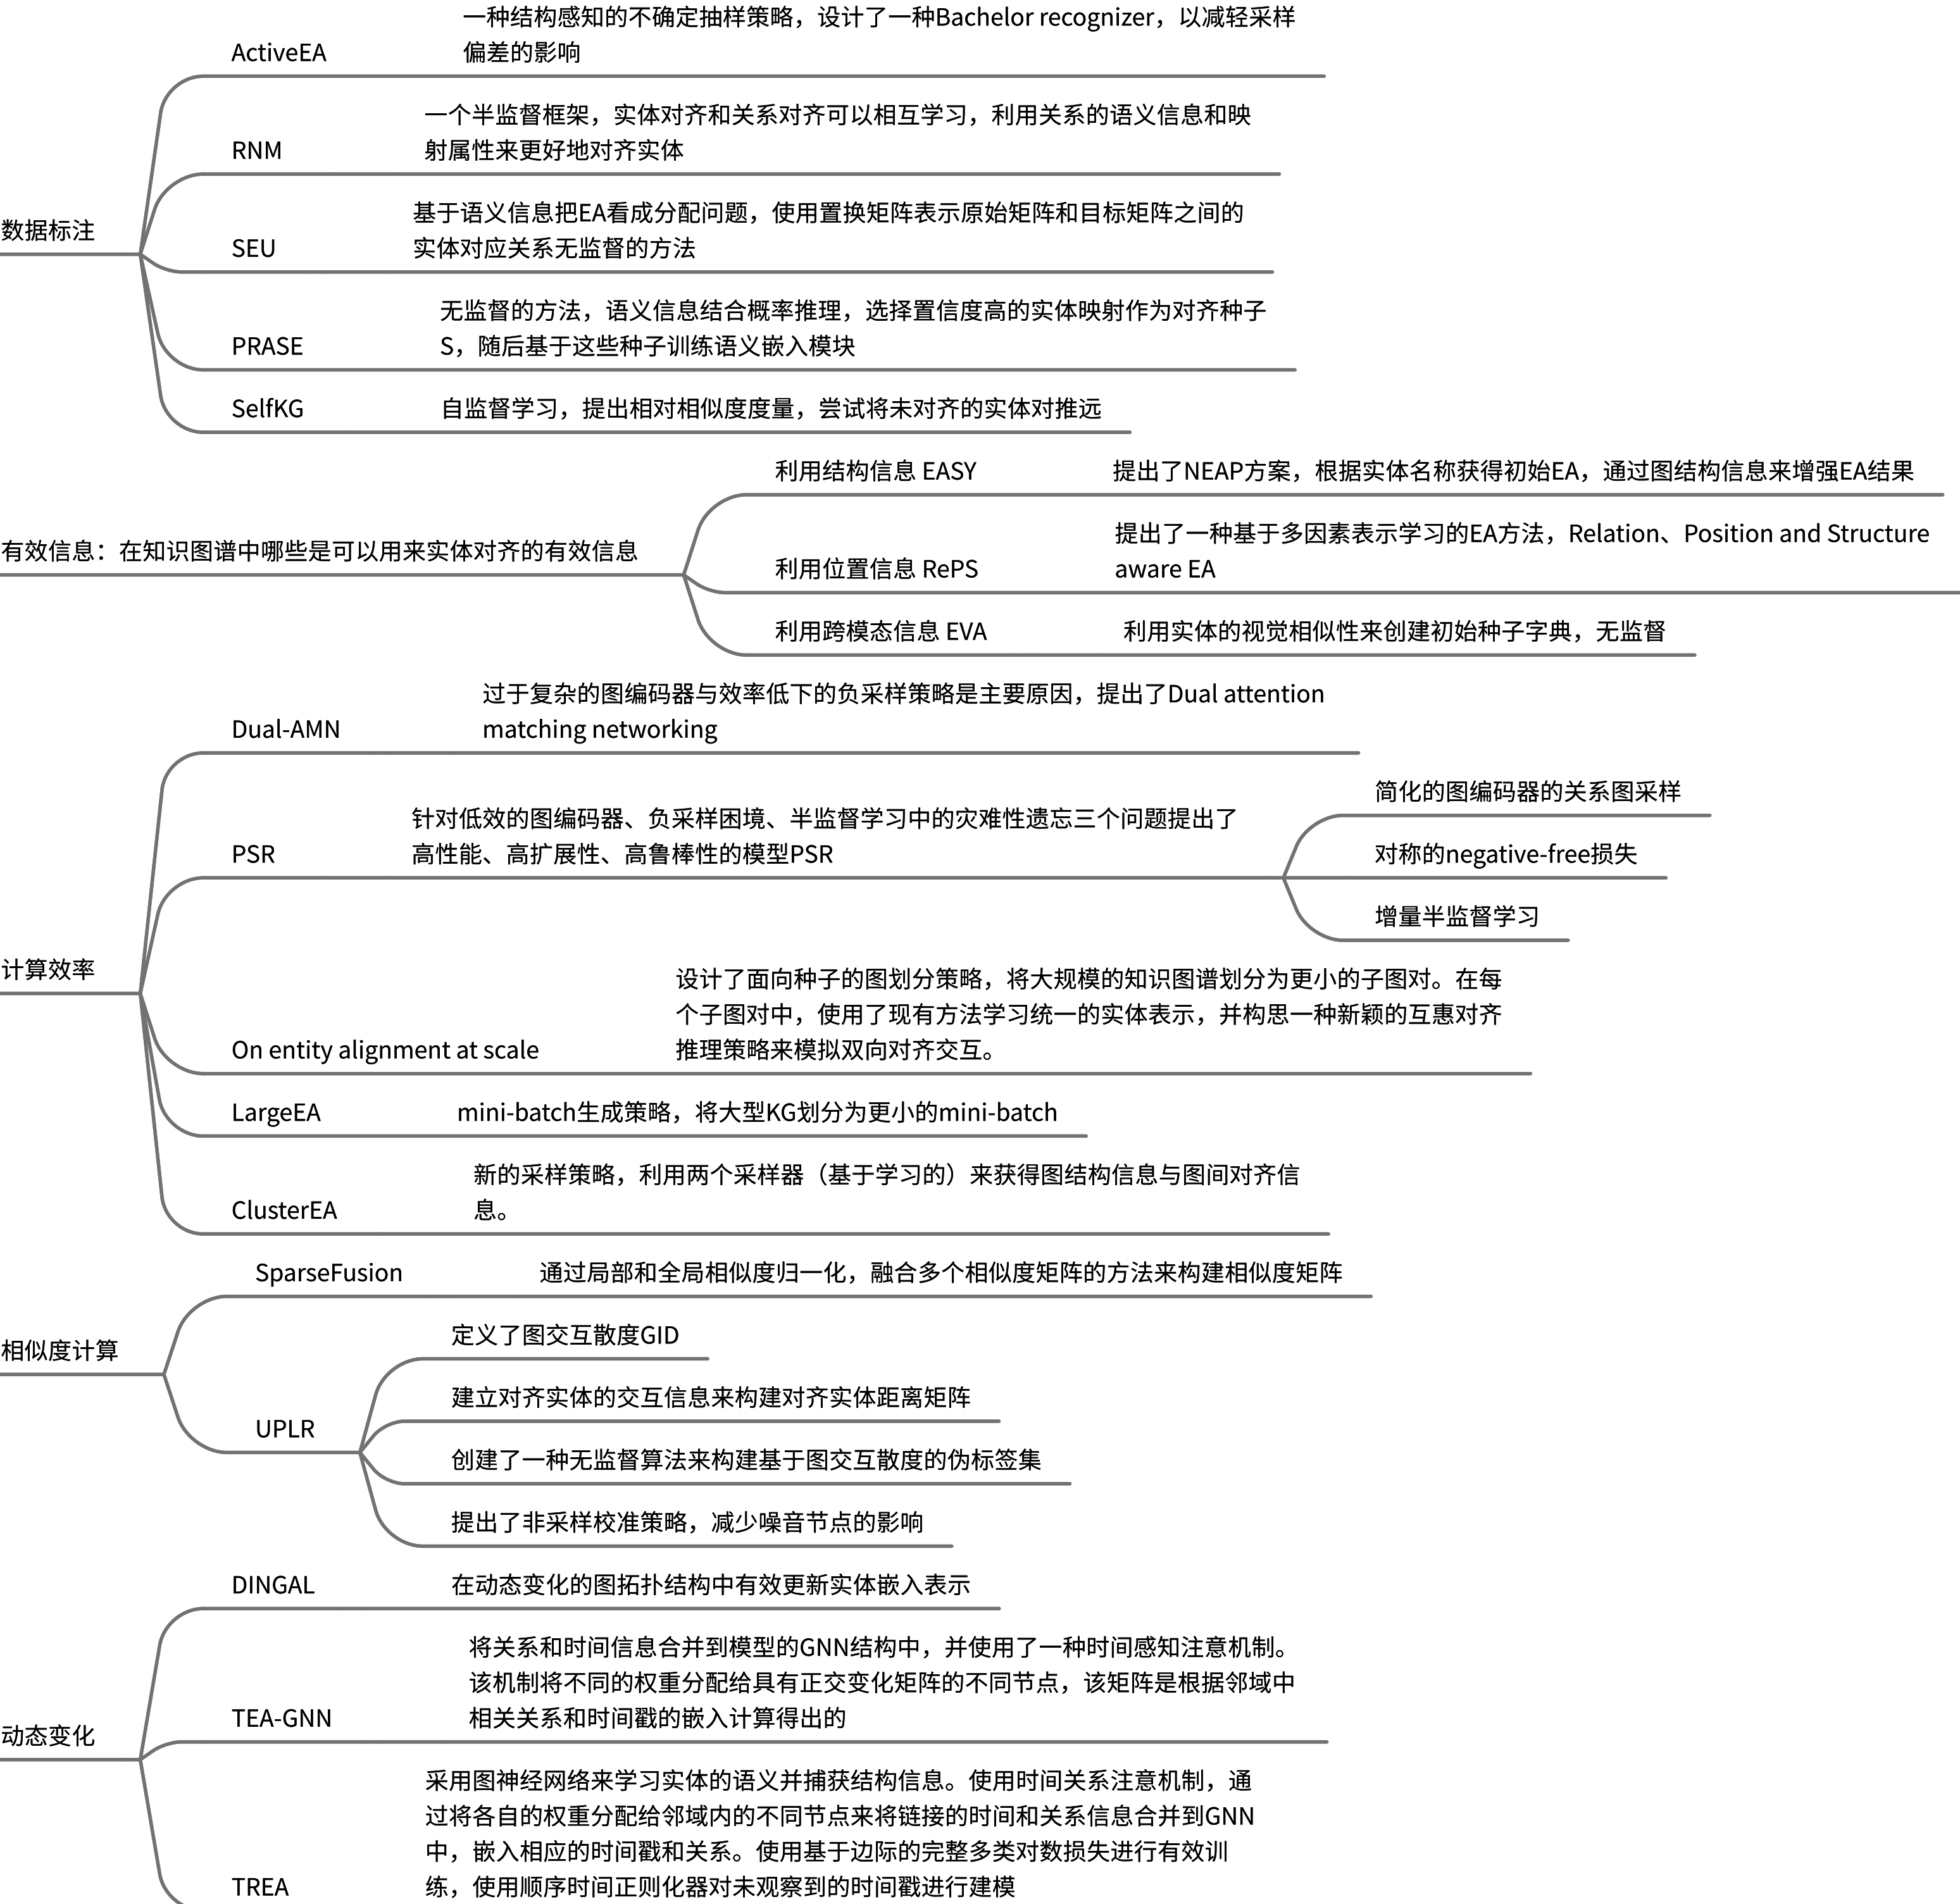 数据标注
ActiveEA
一种结构感知的不确定抽样策略，设计了一种Bachelor recognizer，以减轻采样
偏差的影响
RNM
一个半监督框架，实体对齐和关系对齐可以相互学习，利用关系的语义信息和映
射属性来更好地对齐实体
SEU
基于语义信息把EA看成分配问题，使用置换矩阵表示原始矩阵和目标矩阵之间的
实体对应关系无监督的方法
PRASE
无监督的方法，语义信息结合概率推理，选择置信度高的实体映射作为对齐种子
S，随后基于这些种子训练语义嵌入模块
SelfKG
自监督学习，提出相对相似度度量，尝试将未对齐的实体对推远
有效信息：在知识图谱中哪些是可以用来实体对齐的有效信息
利用结构信息 EASY
提出了NEAP方案，根据实体名称获得初始EA，通过图结构信息来增强EA结果
利用位置信息 RePS
提出了一种基于多因素表示学习的EA方法，Relation、Position and Structure
aware EA
利用跨模态信息 EVA
利用实体的视觉相似性来创建初始种子字典，无监督
计算效率
Dual-AMN
过于复杂的图编码器与效率低下的负采样策略是主要原因，提出了Dual attention
matching networking
PSR
针对低效的图编码器、负采样困境、半监督学习中的灾难性遗忘三个问题提出了
高性能、高扩展性、高鲁棒性的模型PSR
简化的图编码器的关系图采样
对称的negative-free损失
增量半监督学习
On entity alignment at scale
设计了面向种子的图划分策略，将大规模的知识图谱划分为更小的子图对。在每
个子图对中，使用了现有方法学习统一的实体表示，并构思一种新颖的互惠对齐
推理策略来模拟双向对齐交互。
LargeEA
mini-batch生成策略，将大型KG划分为更小的mini-batch
ClusterEA
新的采样策略，利用两个采样器（基于学习的）来获得图结构信息与图间对齐信
息。
相似度计算
SparseFusion
通过局部和全局相似度归一化，融合多个相似度矩阵的方法来构建相似度矩阵
UPLR
定义了图交互散度GID
建立对齐实体的交互信息来构建对齐实体距离矩阵
创建了一种无监督算法来构建基于图交互散度的伪标签集
提出了非采样校准策略，减少噪音节点的影响
动态变化
DINGAL
在动态变化的图拓扑结构中有效更新实体嵌入表示
TEA-GNN
将关系和时间信息合并到模型的GNN结构中，并使用了一种时间感知注意机制。
该机制将不同的权重分配给具有正交变化矩阵的不同节点，该矩阵是根据邻域中
相关关系和时间戳的嵌入计算得出的
TREA
采用图神经网络来学习实体的语义并捕获结构信息。使用时间关系注意机制，通
过将各自的权重分配给邻域内的不同节点来将链接的时间和关系信息合并到GNN
中，嵌入相应的时间戳和关系。使用基于边际的完整多类对数损失进行有效训
练，使用顺序时间正则化器对未观察到的时间戳进行建模